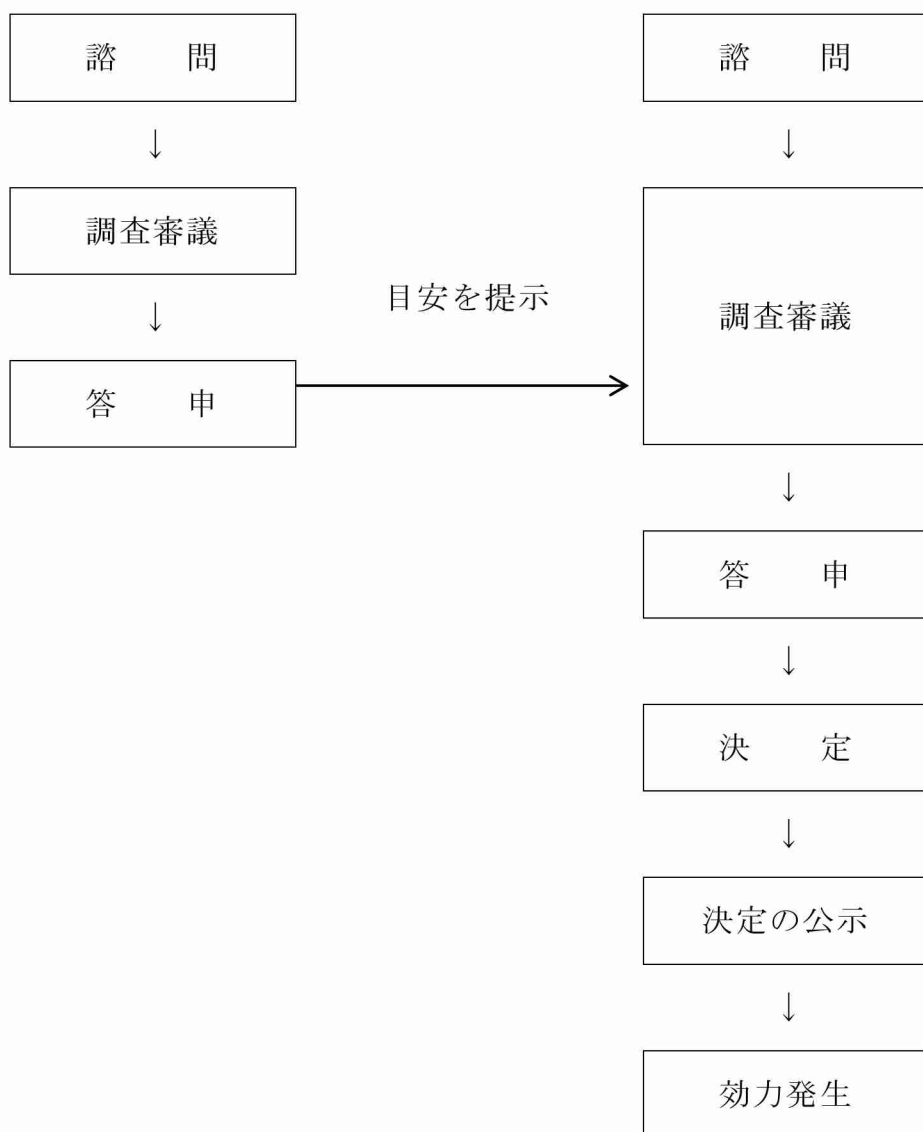 諮　問
↓
調査審議
↓
答　申
目安を提示
諮　問
↓
調査審議
↓
答　申
↓
決　定
↓
決定の公示
↓
効力発生